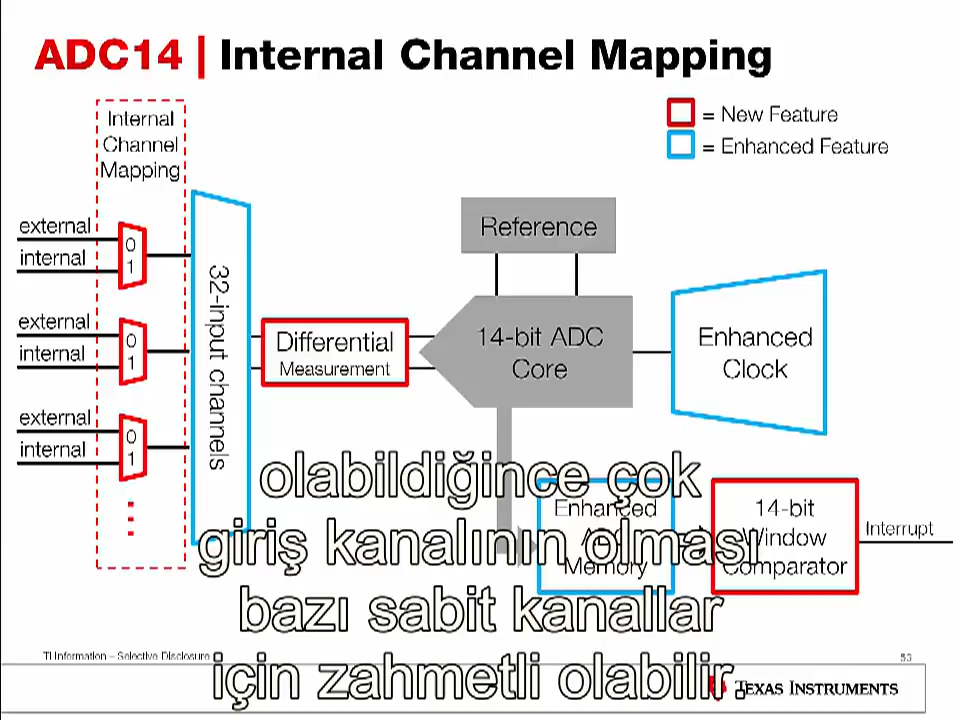 ADC14 | Internal Channel Mapping
Internal
Channel
Mapping
= New Feature
= Enhanced Feature
external
0
internal
1
external
0
internal
1
external
0
internal
1
32-input channels
Differential
Measurement
Reference
14-bit ADC
Core
Enhanced
Clock
Enhanced
Memory
14-bit
Window
Comparator
Interrupt
olabildiğince çok
giriş kanalının olması
bazı sabit kanallar
için zahmetli olabilir.
TI Information – Selective Disclosure
53
TEXAS INSTRUMENTS